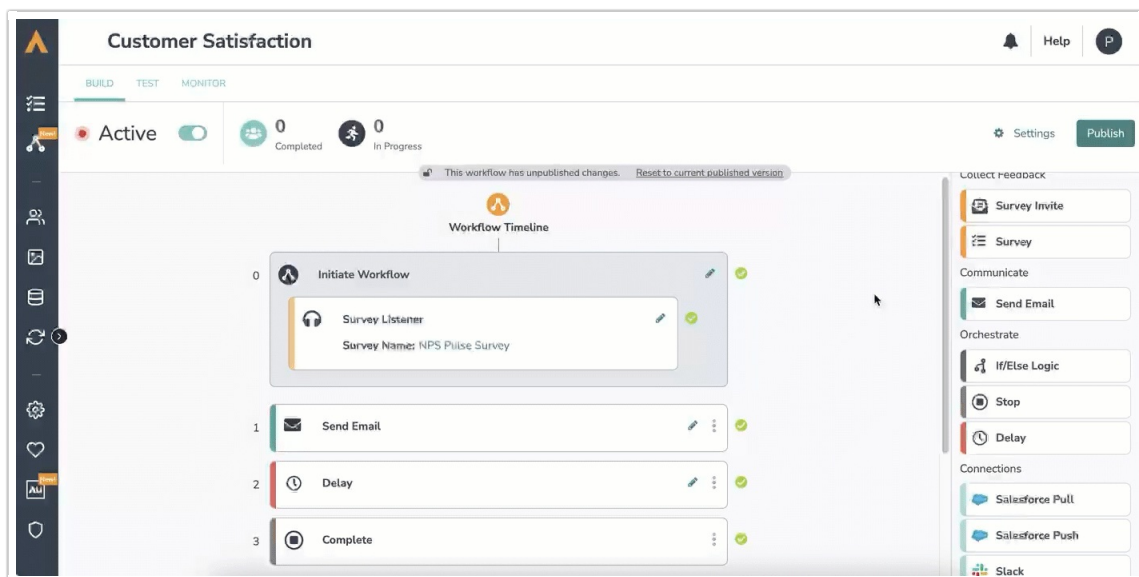 Customer Satisfaction
Help
P
BUILD TEST MONITOR
New!
Active
0
Completed
0
In Progress
Settings
Publish
This workflow has unpublished changes. Reset to current published version
Workflow Timeline
0 Initiate Workflow
Survey Listener
Survey Name: NPS Pulse Survey
1 Send Email
2 Delay
3 Complete
New!
Au
Collect Feedback
Survey Invite
Survey
Communicate
Send Email
Orchestrate
If/Else Logic
Stop
Delay
Connections
Salesforce Pull
Salesforce Push
Slack